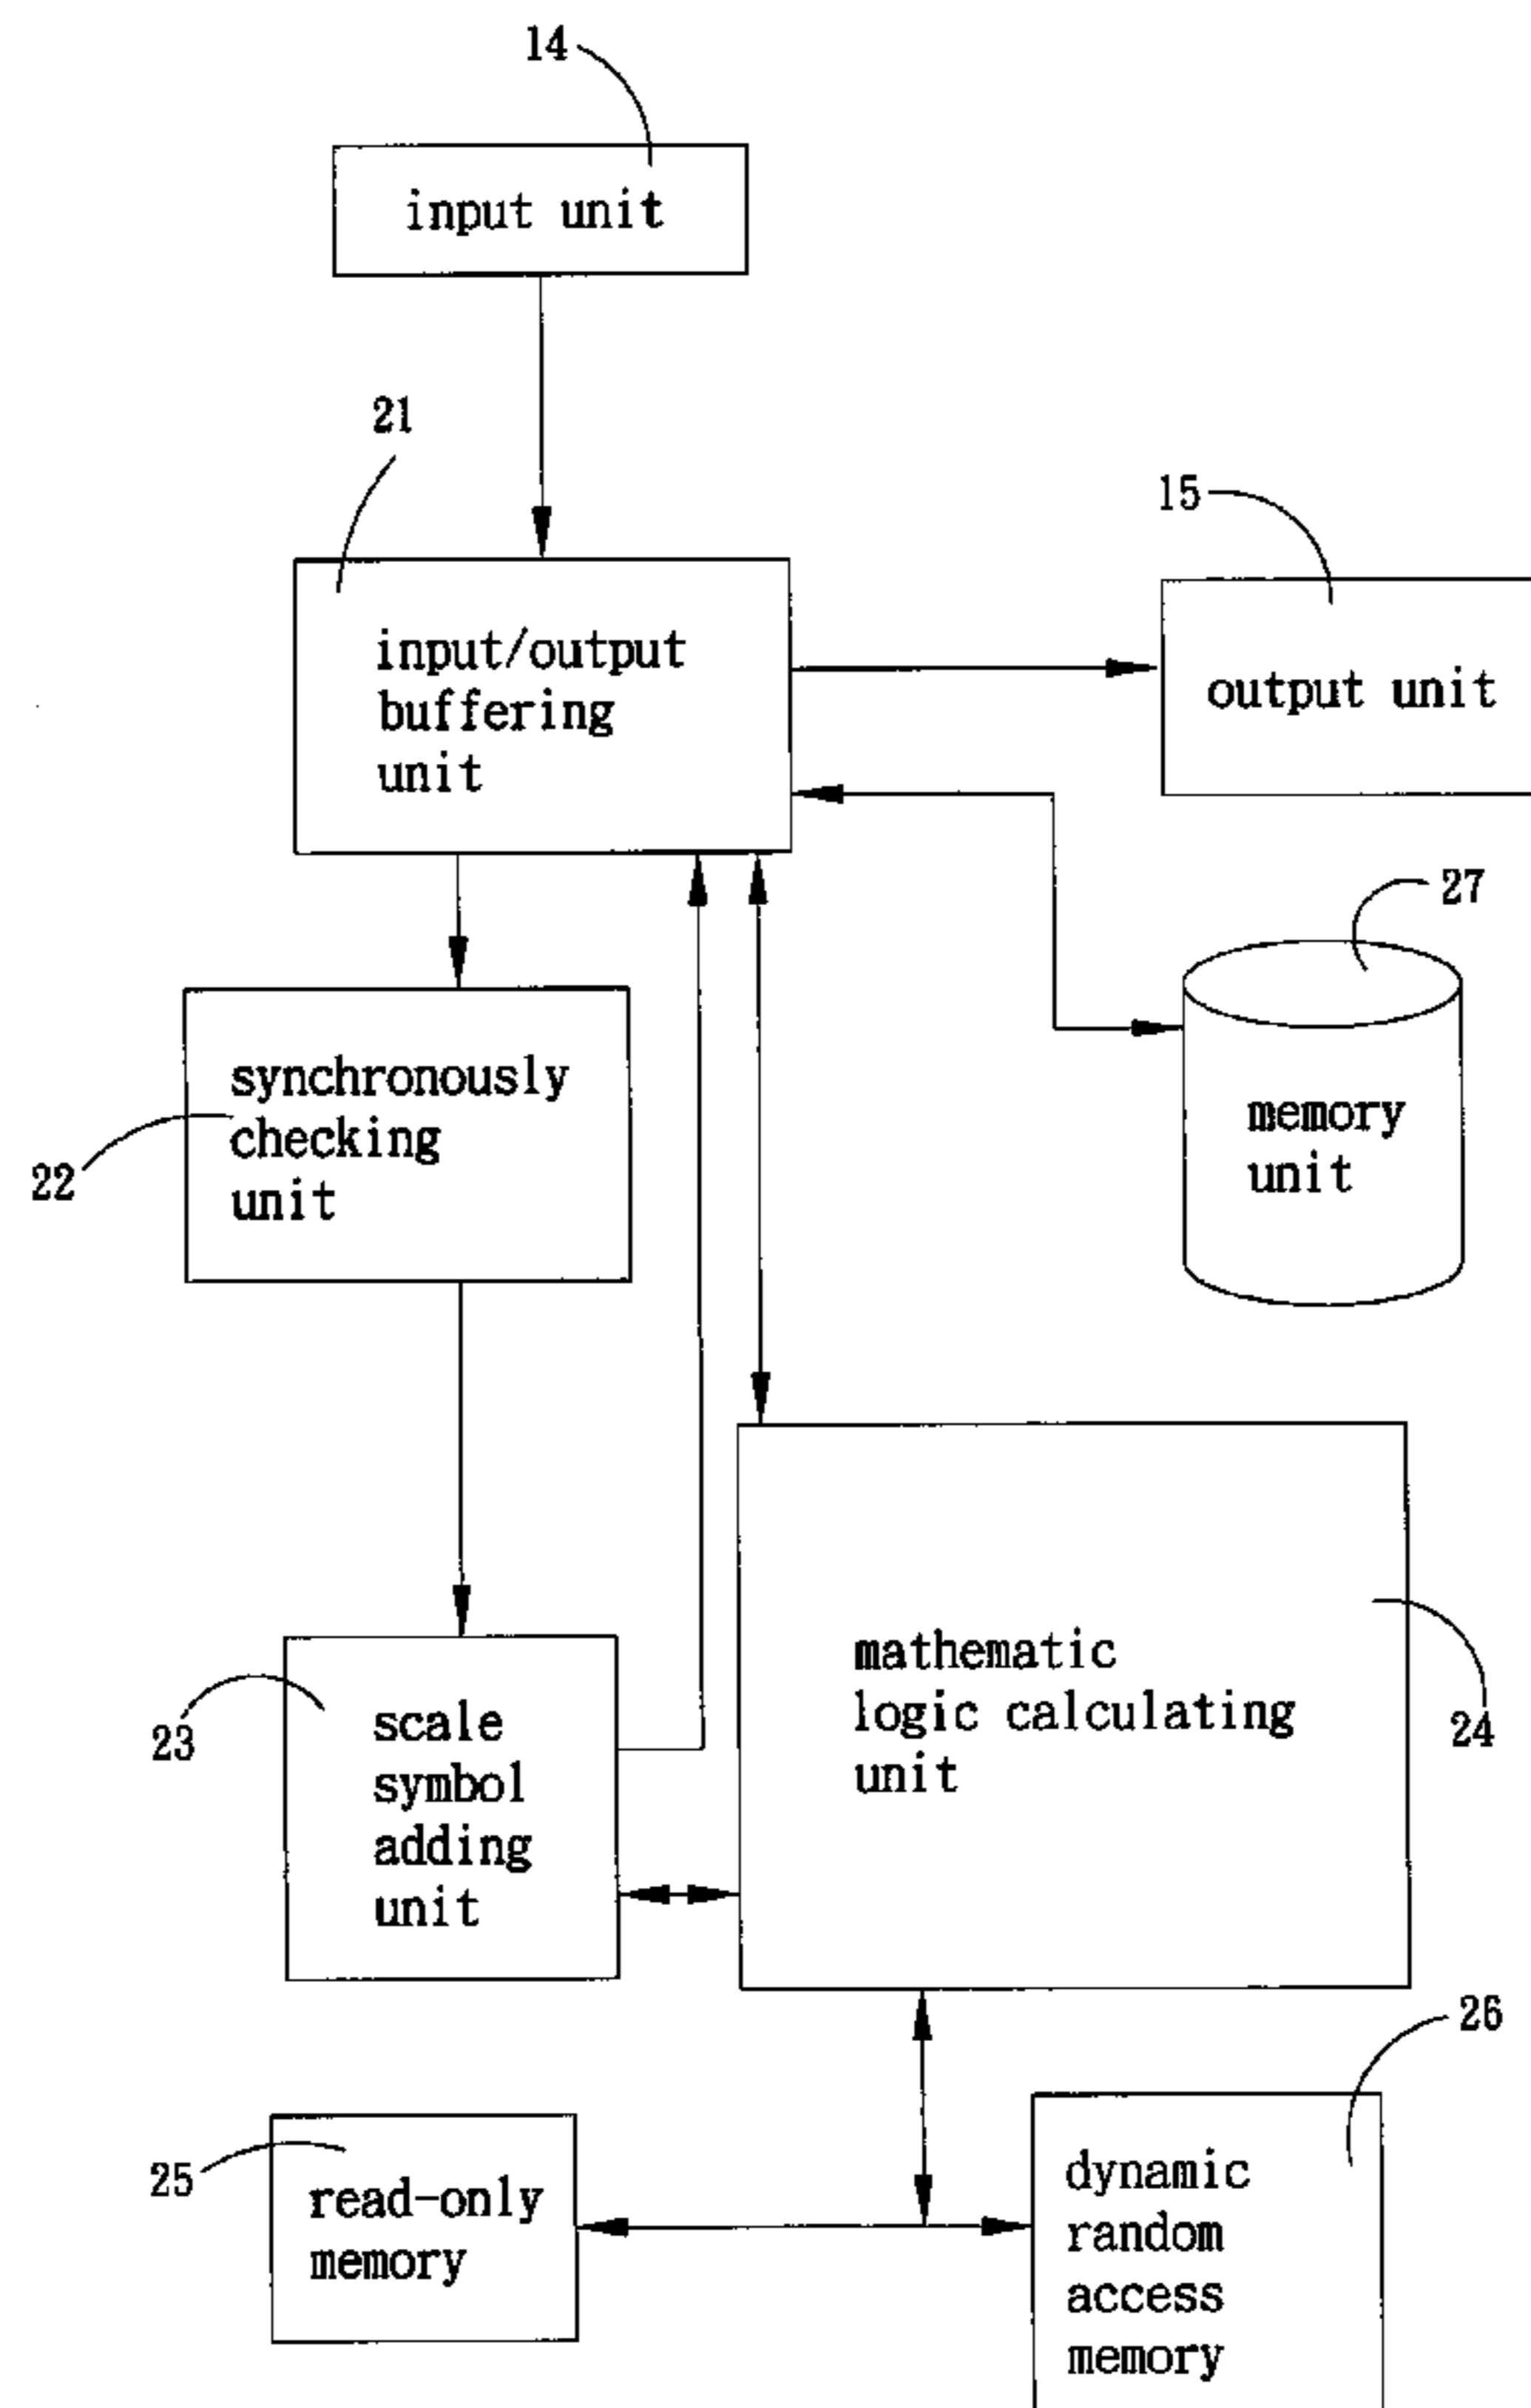 14
input unit
21
input/output
buffering
unit
15
output unit
27
memory
unit
synchronously
checking
unit
22
mathematic
logic calculating
unit
24
23
scale
symbol
adding
unit
26
25
read-only
memory
dynamic
random
access
memory